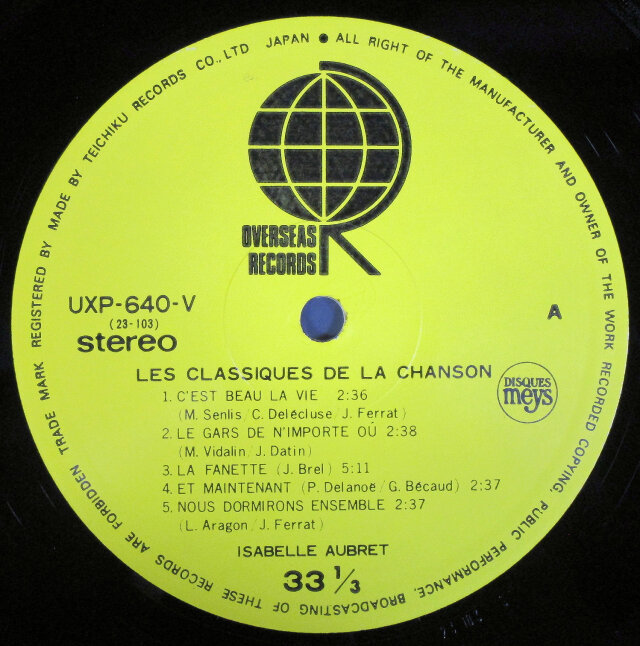 TRADE MARK REGISTERED BY MADE BY TEICHIKU RECORDS CO., LTD JAPAN ● ALL RIGHT OF THE MANUFACTURER AND OWNER OF THE WORK RECORDED COPYING, PUBLIC PERFORMANCE, BROADCASTING OF THESE RECORDS ARE FORBIDDEN
OVERSEAS
RECORDS
UXP-640-V
(23-103)
stereo
A
LES CLASSIQUES DE LA CHANSON
DISQUES
meys
1. C'EST BEAU LA VIE 2:36
(M. Senlis/C. Delécluse/J. Ferrat)
2. LE GARS DE N'IMPORTE OÙ 2:38
(M. Vidalin/J. Datin)
3. LA FANETTE (J. Brel) 5:11
4. ET MAINTENANT (P. Delanoë/G. Bécaud) 2:37
5. NOUS DORMIRONS ENSEMBLE 2:37
(L. Aragon/J. Ferrat)
ISABELLE AUBRET
33 1/3